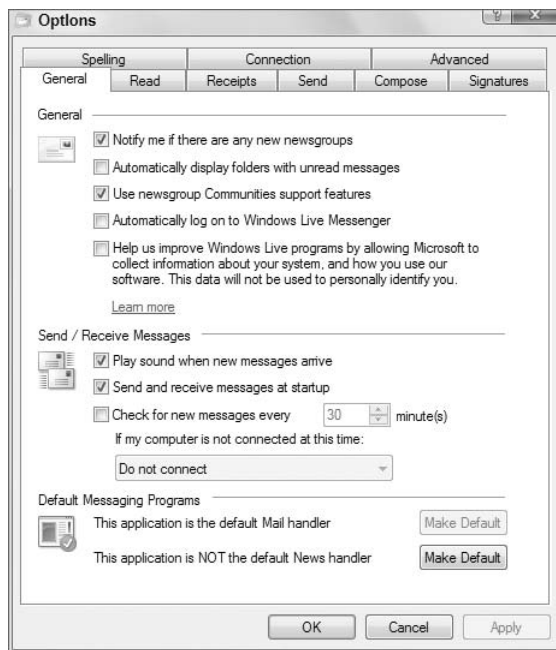 Options
Spelling Connection Advanced
General Read Receipts Send Compose Signatures
General
Notify me if there are any new newsgroups
Automatically display folders with unread messages
Use newsgroup Communities support features
Automatically log on to Windows Live Messenger
Help us improve Windows Live programs by allowing Microsoft to
collect information about your system, and how you use our
software. This data will not be used to personally identify you.
Learn more
Send / Receive Messages
Play sound when new messages arrive
Send and receive messages at startup
Check for new messages every 30 minute(s)
If my computer is not connected at this time:
Do not connect
Default Messaging Programs
This application is the default Mail handler Make Default
This application is NOT the default News handler Make Default
OK Cancel Apply